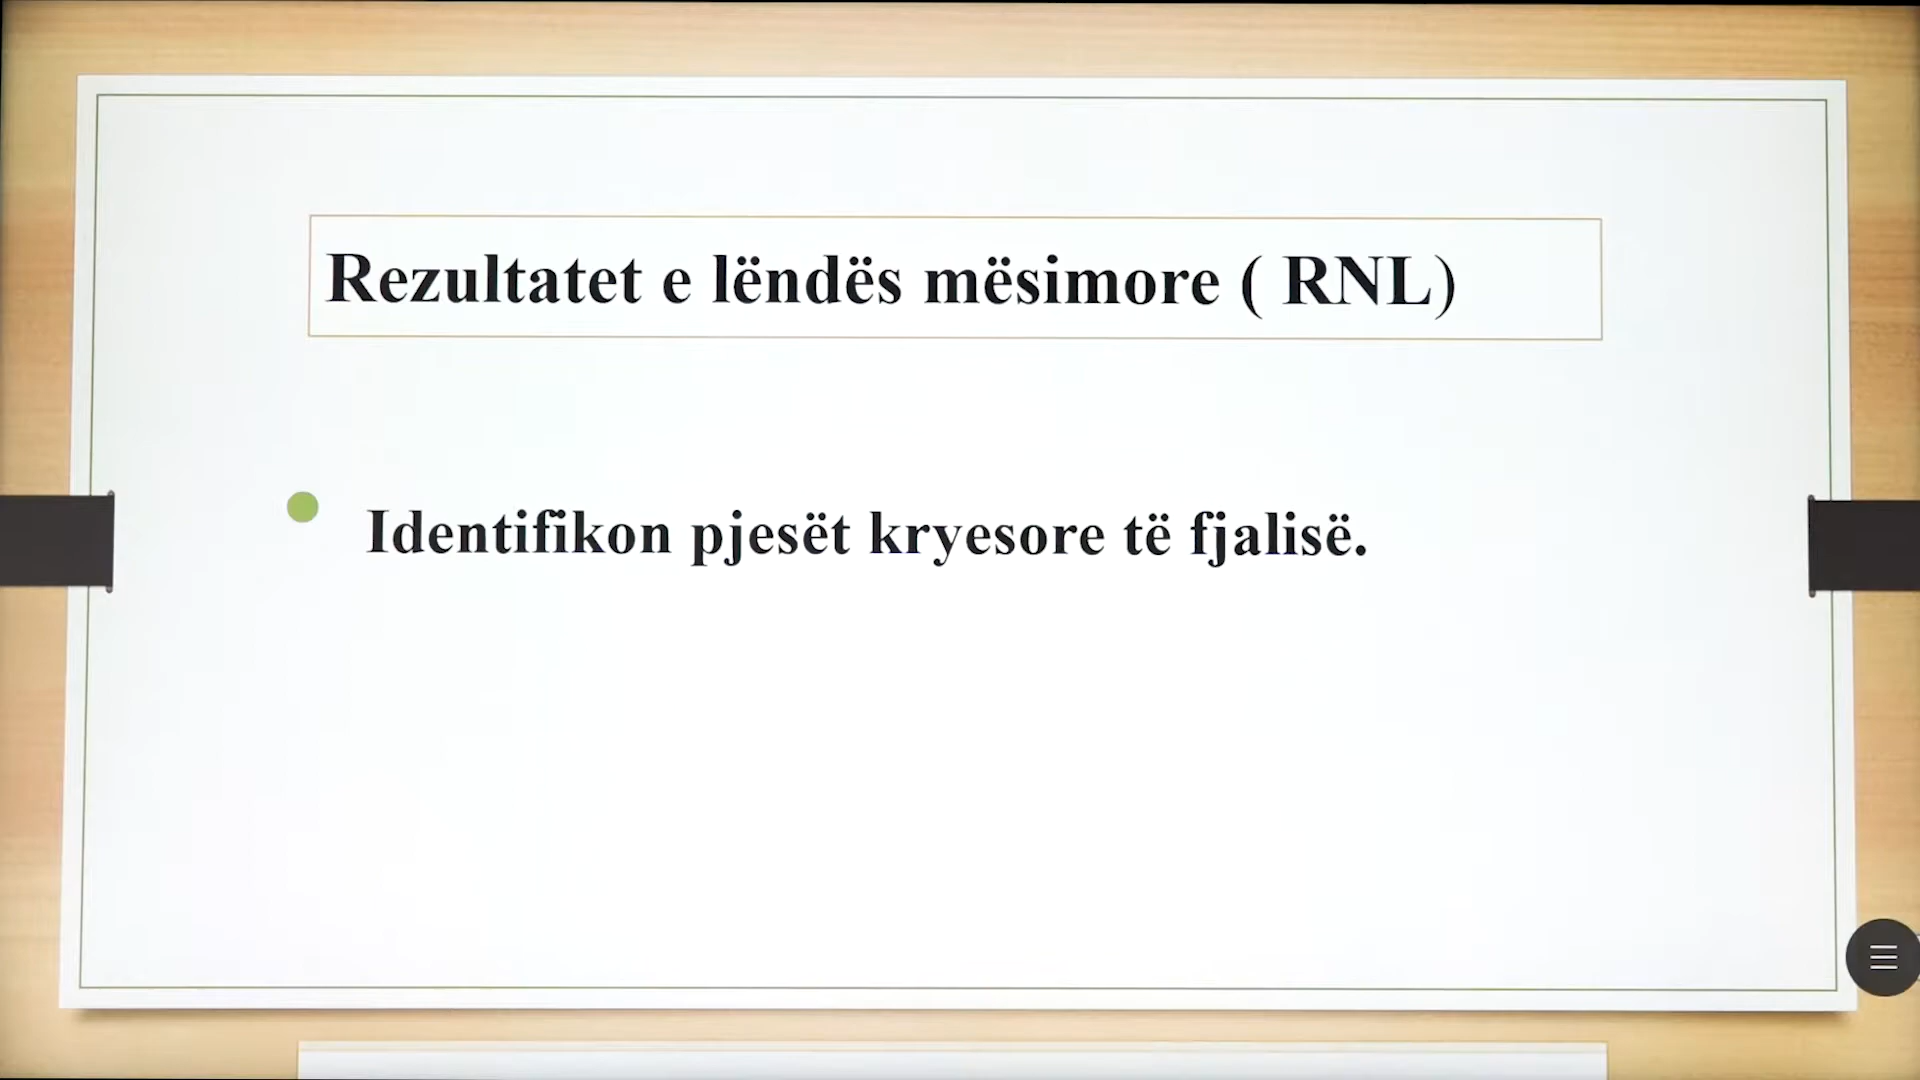 Rezultatet e lëndës mësimore ( RNL)
Identifikon pjesët kryesore të fjalisë.